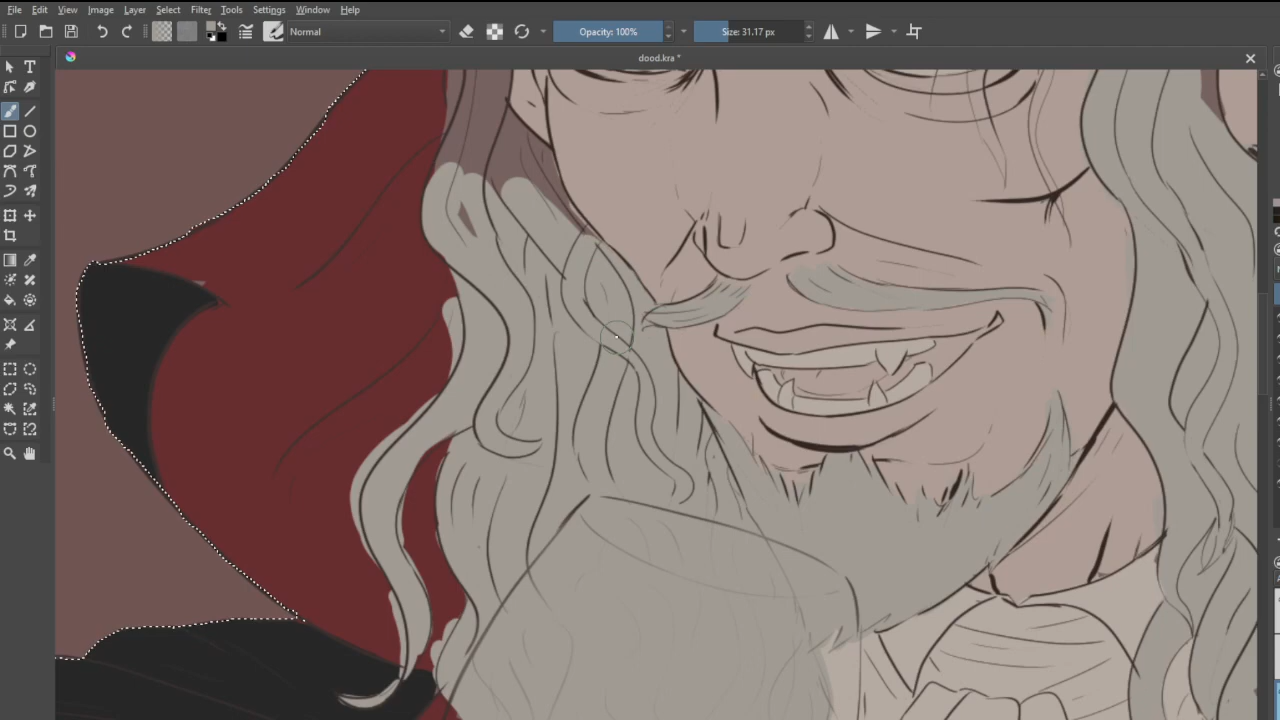 File Edit View Image Layer Select Filter Tools Settings Window Help
Normal Opacity: 100% Size: 31.17 px
dood.kra *